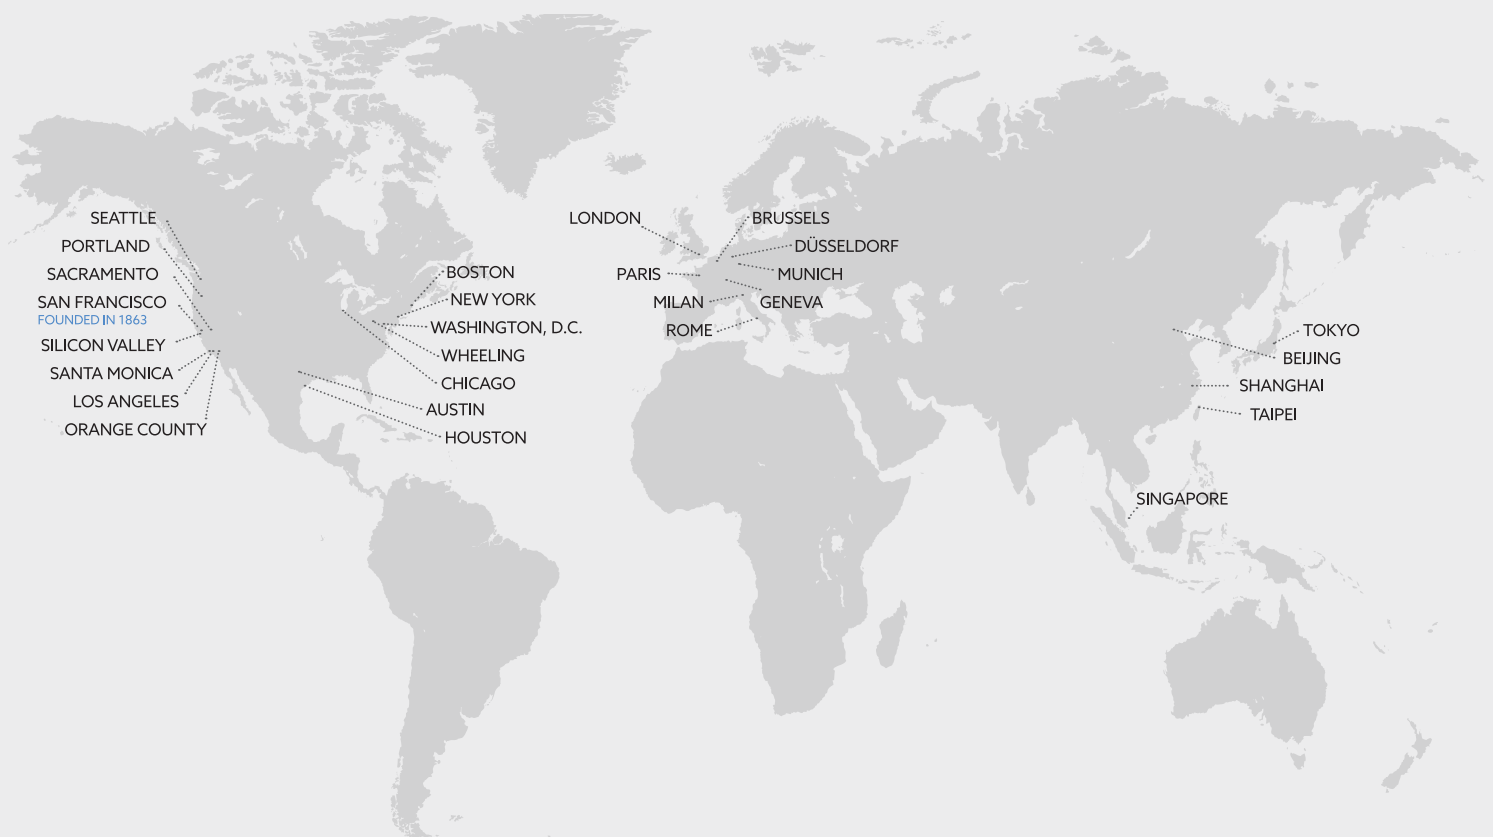 SEATTLE
PORTLAND
SACRAMENTO
SAN FRANCISCO
FOUNDED IN 1863
SILICON VALLEY
SANTA MONICA
LOS ANGELES
ORANGE COUNTY
BOSTON
NEW YORK
WASHINGTON, D.C.
WHEELING
CHICAGO
AUSTIN
HOUSTON
LONDON
PARIS
MILAN
ROME
BRUSSELS
DÜSSELDORF
MUNICH
GENEVA
TOKYO
BEIJING
SHANGHAI
TAIPEI
SINGAPORE